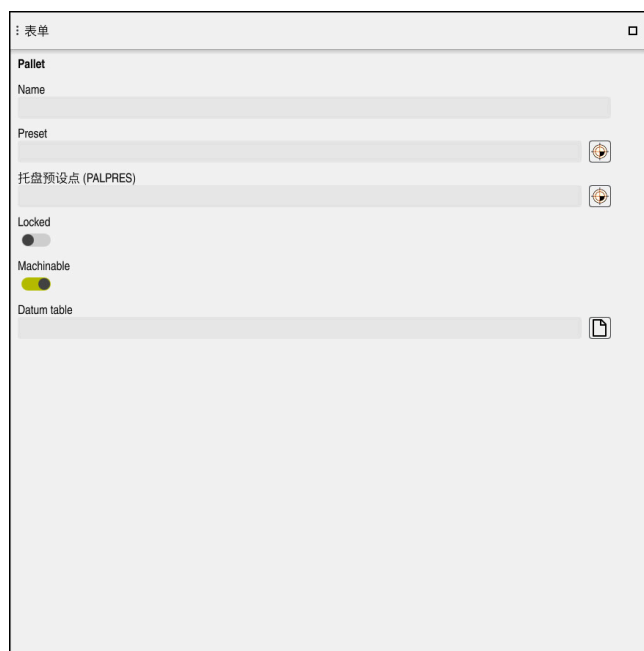 表单
Pallet
Name
Preset
托盘预设点 (PALPRES)
Locked
Machinable
Datum table